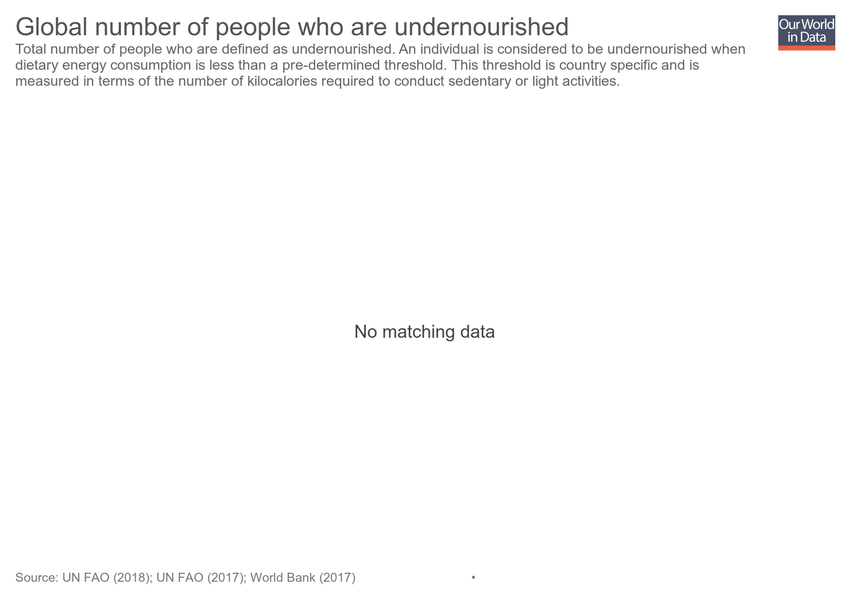 Global number of people who are undernourished
Total number of people who are defined as undernourished. An individual is considered to be undernourished when
dietary energy consumption is less than a pre-determined threshold. This threshold is country specific and is
measured in terms of the number of kilocalories required to conduct sedentary or light activities.
Our World
in Data
No matching data
Source: UN FAO (2018); UN FAO (2017); World Bank (2017) •